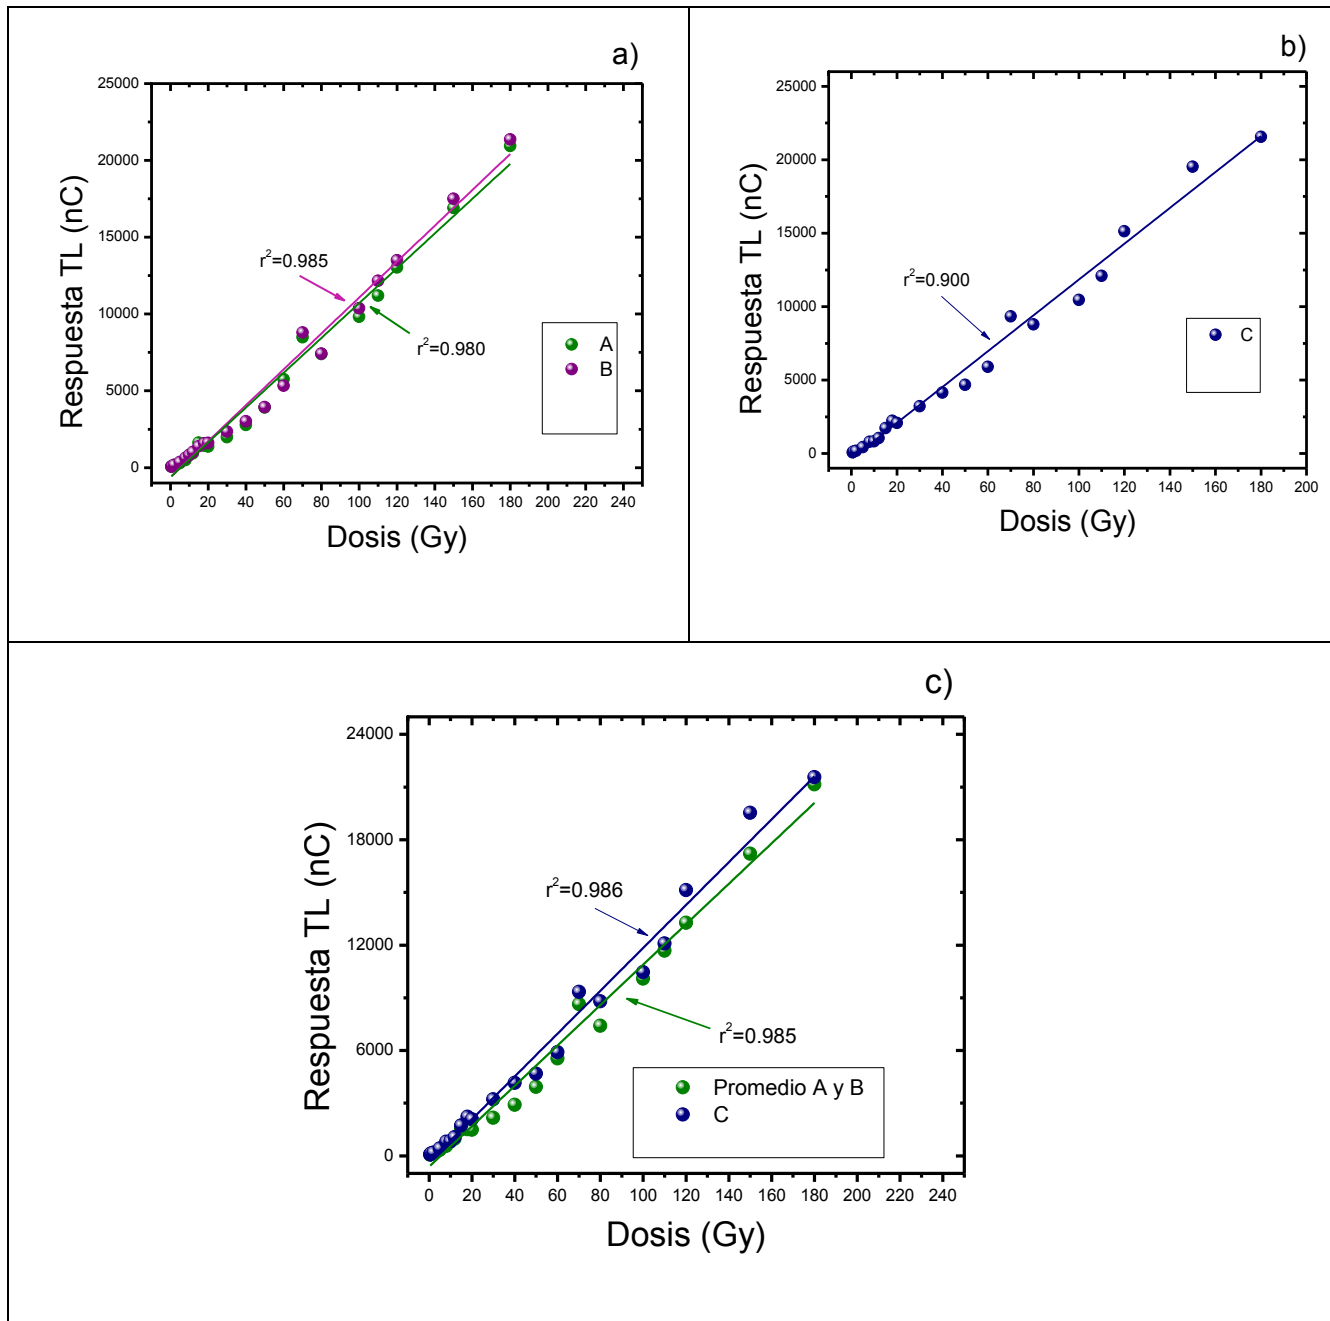 a)
25000
20000
15000
10000
5000
0
Respuesta TL (nC)
r²=0.985
r²=0.980
A
B
0 20 40 60 80 100 120 140 160 180 200 220 240
Dosis (Gy)
b)
25000
20000
15000
10000
5000
0
Respuesta TL (nC)
r²=0.900
C
0 20 40 60 80 100 120 140 160 180 200
Dosis (Gy)
c)
24000
18000
12000
6000
0
Respuesta TL (nC)
r²=0.986
r²=0.985
Promedio A y B
C
0 20 40 60 80 100 120 140 160 180 200 220 240
Dosis (Gy)